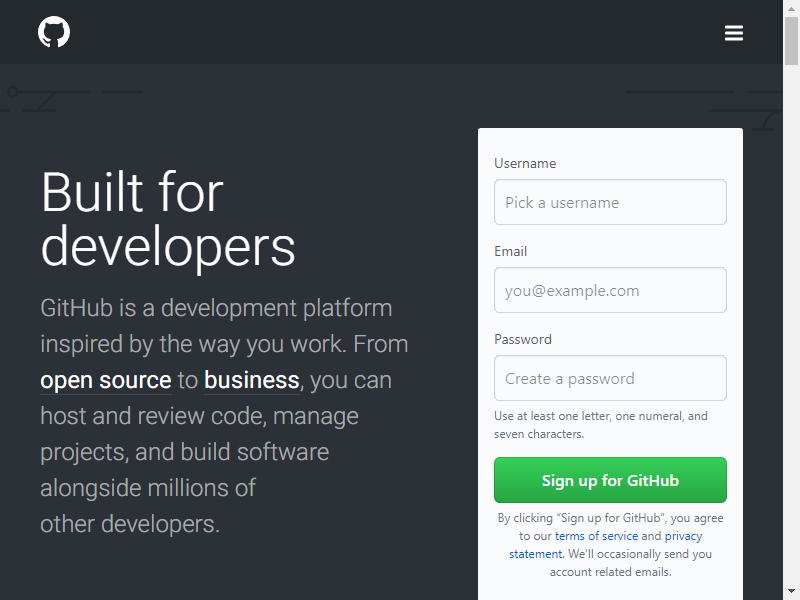 Built for
developers
GitHub is a development platform
inspired by the way you work. From
open source to business, you can
host and review code, manage
projects, and build software
alongside millions of
other developers.
Username
Pick a username
Email
you@example.com
Password
Create a password
Use at least one letter, one numeral, and
seven characters.
Sign up for GitHub
By clicking “Sign up for GitHub”, you agree
to our terms of service and privacy
statement. We’ll occasionally send you
account related emails.